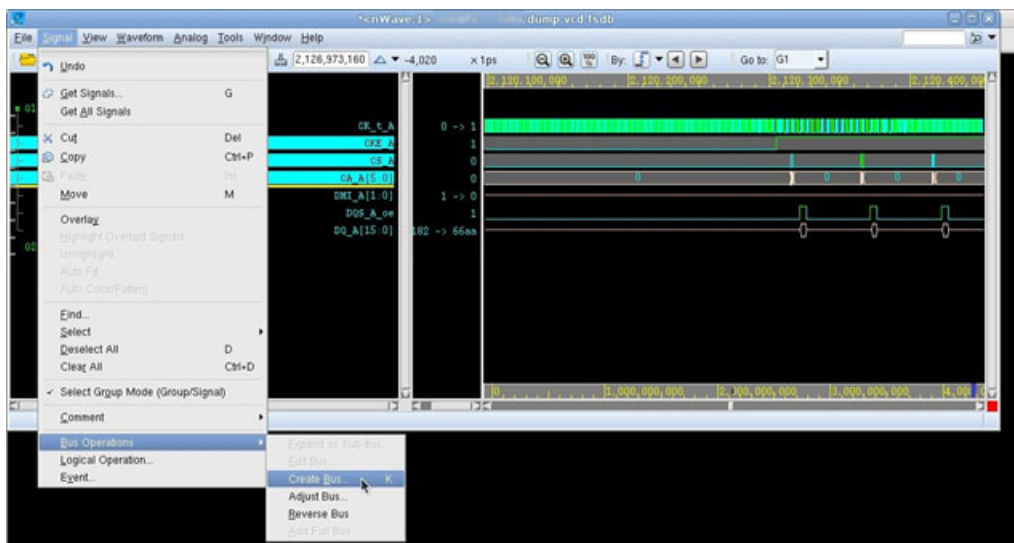 *<nWave:1> /dump.vcd.fsdb
File Signal View Waveform Analog Tools Window Help
2,126,973,160 -4,020 x 1ps By: Go to: G1
Undo
Get Signals... G
Get All Signals
Cut Del
Copy Ctrl+P
Paste Ins
Move M
Overlay
Highlight Overlaid Signals...
Unhighlight
Auto Fit
Auto Color/Pattern
Find...
Select
Deselect All D
Clear All Ctrl+D
✓ Select Group Mode (Group/Signal)
Comment
Bus Operations
Logical Operation...
Event...
Expand as Sub-bus...
Edit Bus...
Create Bus... K
Adjust Bus...
Reverse Bus
Add Full Bus
G1
G2
CK_t_A 0 -> 1
CKE_A 1
CS_A 0
CA_A[5:0] 0
DMI_A[1:0] 1 -> 0
DQS_A_oe 1
DQ_A[15:0] 182 -> 66aa
2,120,100,000 2,120,200,000 2,120,300,000 2,120,400,00
0 0 0 0
0 1,000,000,000 2,000,000,000 3,000,000,000 4,00